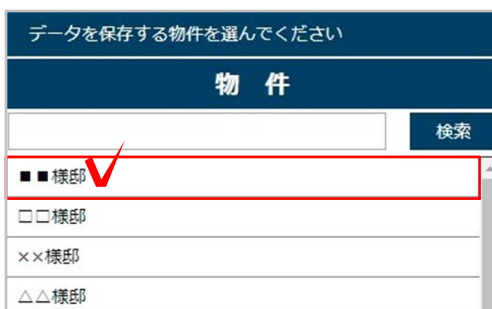 データを保存する物件を選んでください
物 件
検索
■■様邸
□□様邸
××様邸
△△様邸